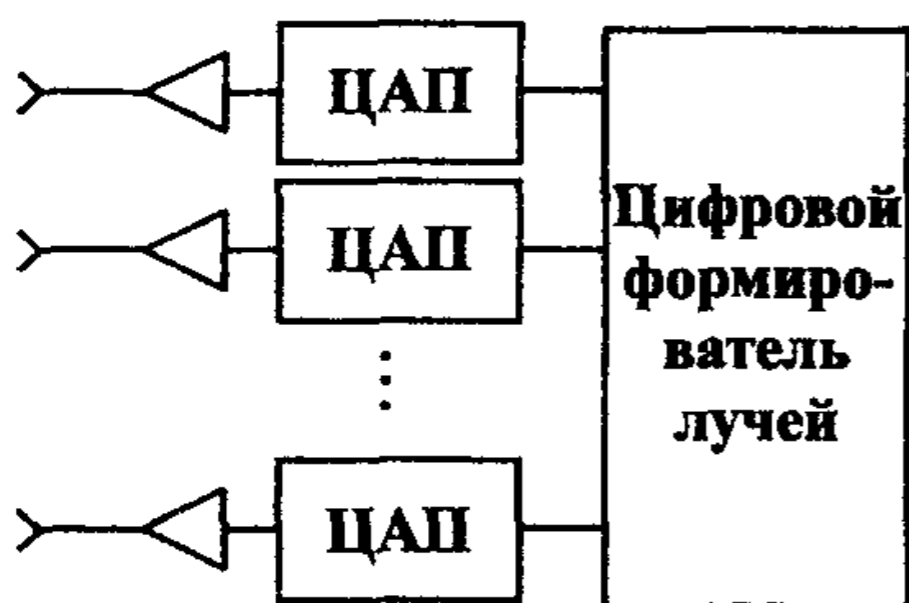 ЦАП
ЦАП
ЦАП
Цифровой
формиро-
ватель
лучей